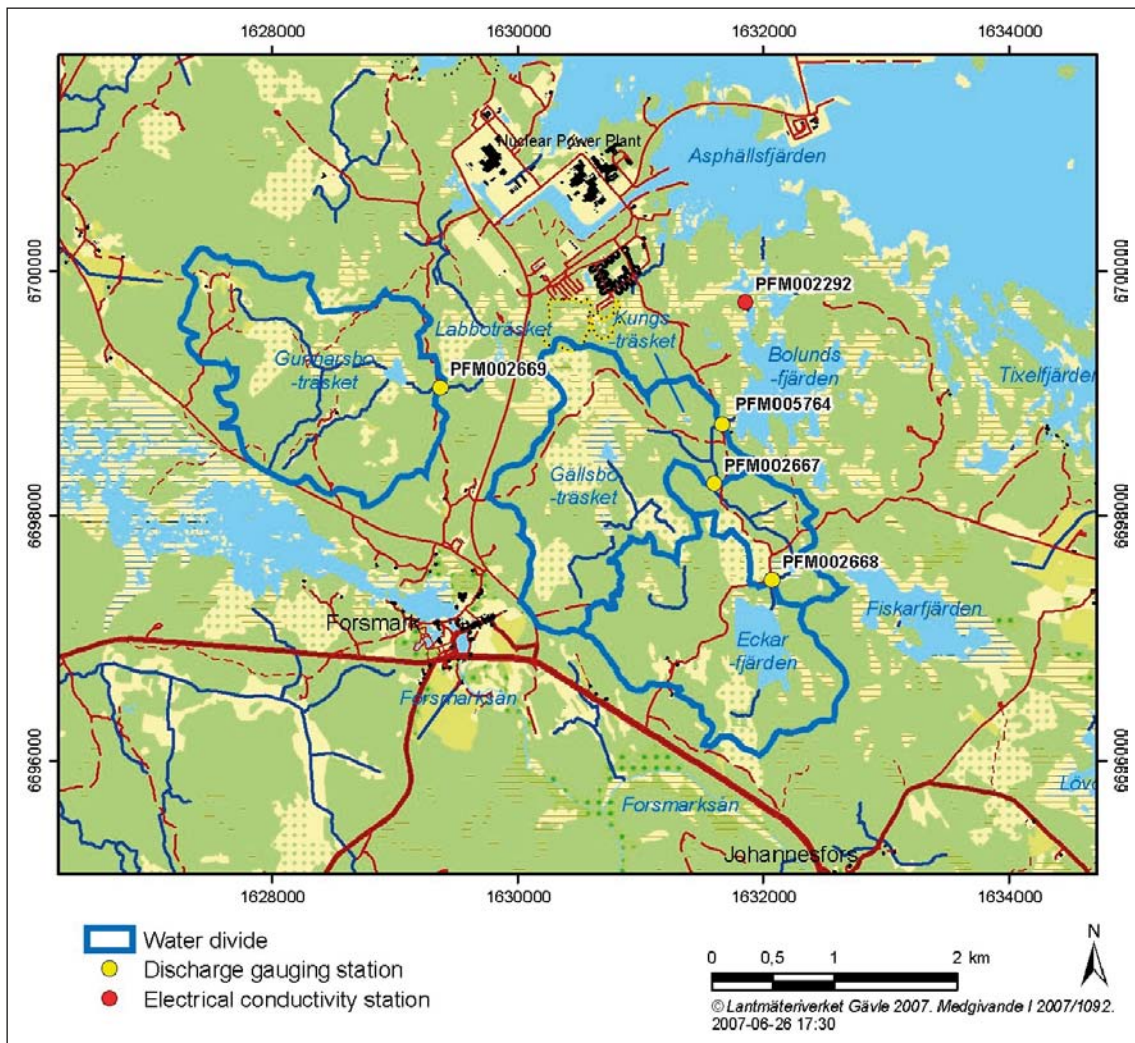 1628000
1630000
1632000
1634000
Nuclear Power Plant
Asphällsfjärden
6700000
6700000
PFM002292
Labboträsket
Kungs
-träsket
Gunnarsbo
-träsket
PFM002669
Bolunds
-fjärden
Tixelfjärden
PFM005764
PFM002667
Gällsbo
-träsket
6698000
6698000
PFM002668
Fiskarfjärden
Forsmark
Eckar
-fjärden
Forsmarksån
6696000
6696000
Forsmarksån
Johannesfors
1628000
1630000
1632000
1634000
Water divide
Discharge gauging station
Electrical conductivity station
N
0 0,5 1 2 km
© Lantmäteriverket Gävle 2007. Medgivande I 2007/1092.
2007-06-26 17:30